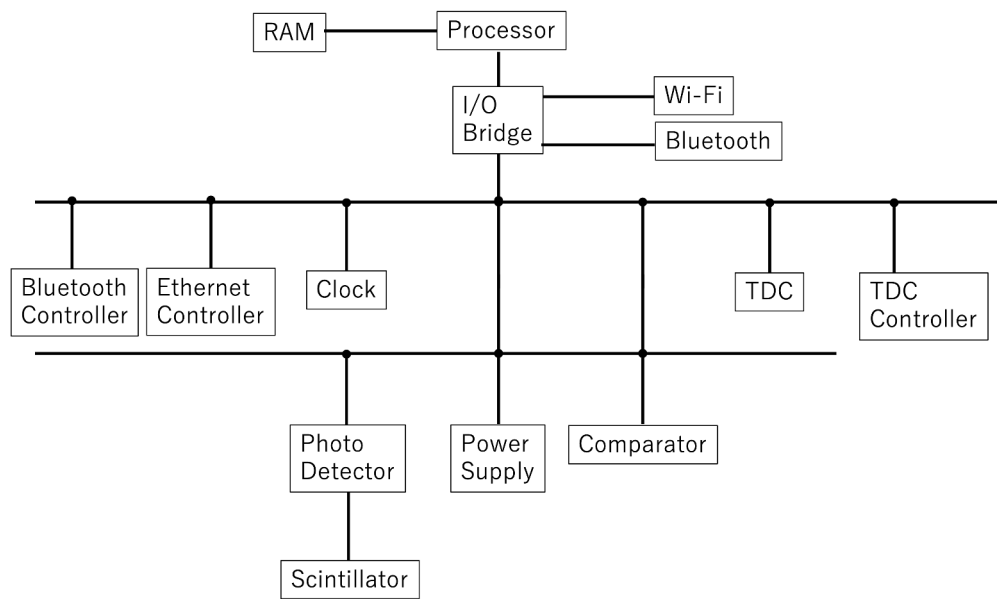 RAM
Processor
I/O
Bridge
Wi-Fi
Bluetooth
Bluetooth
Controller
Ethernet
Controller
Clock
TDC
TDC
Controller
Photo
Detector
Power
Supply
Comparator
Scintillator